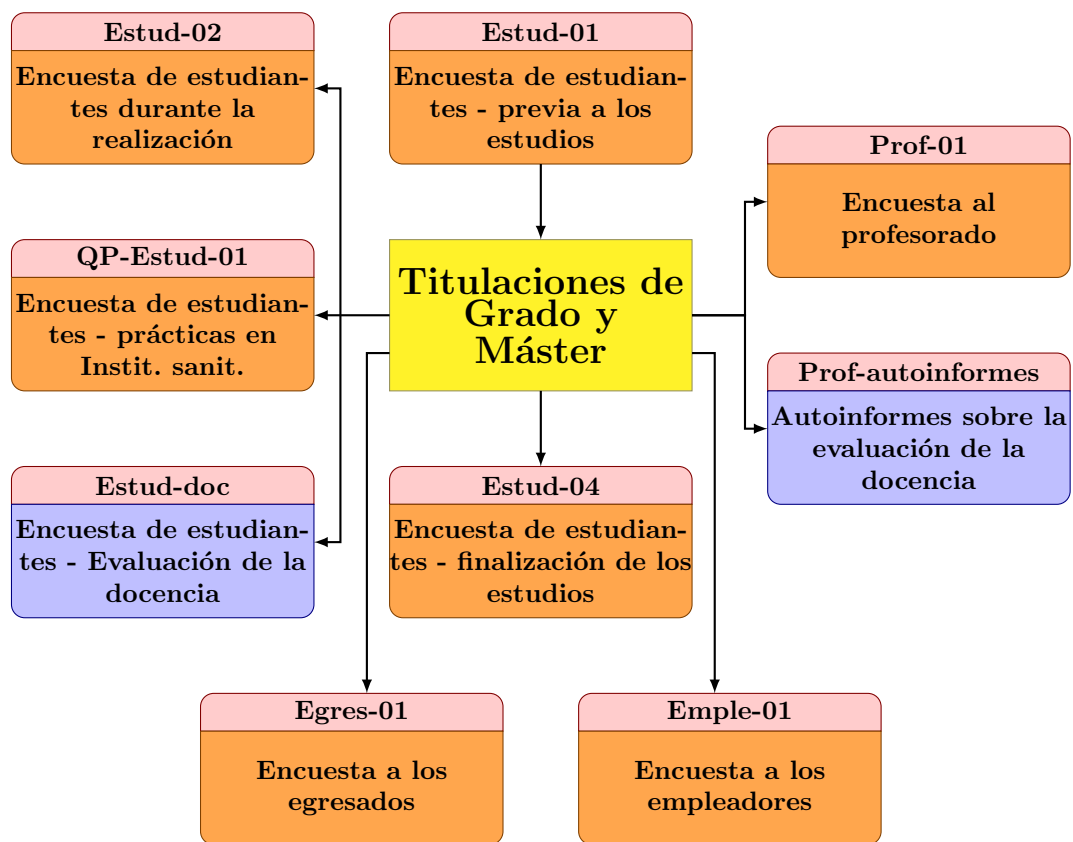 Estud-02
Encuesta de estudian-
tes durante la
realización
Estud-01
Encuesta de estudian-
tes - previa a los
estudios
Prof-01
Encuesta al
profesorado
QP-Estud-01
Encuesta de estudian-
tes - prácticas en
Instit. sanit.
Titulaciones de
Grado y
Máster
Prof-autoinformes
Autoinformes sobre la
evaluación de la
docencia
Estud-doc
Encuesta de estudian-
tes - Evaluación de la
docencia
Estud-04
Encuesta de estudian-
tes - finalización de los
estudios
Egres-01
Encuesta a los
egresados
Emple-01
Encuesta a los
empleadores